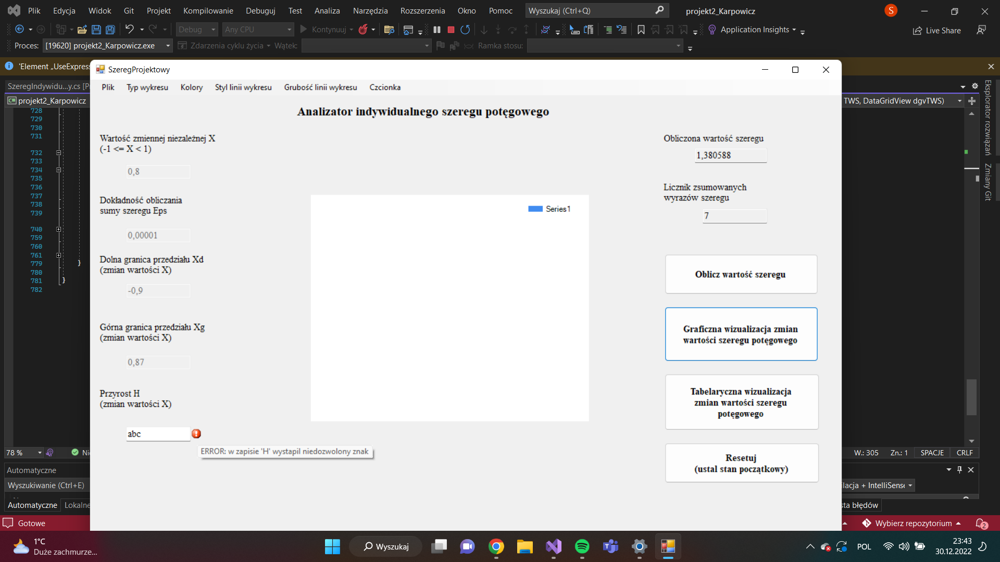 Plik Edycja Widok Git Projekt Kompilowanie Debuguj Test Analiza Narzędzia Rozszerzenia Okno Pomoc Wyszukaj (Ctrl+Q) projekt2_Karpowicz S
Debug Any CPU Kontynuuj Application Insights Live Share
Proces: [19620] projekt2_Karpowicz.exe Zdarzenia cyklu życia Wątek: Ramka stosu:
'Element „UseExpress
SzeregIndywidu...y.cs
projekt2_Karpowicz
TWS, DataGridView dgvTWS)
Eksplorator rozwiązań
Zmiany Git
728
729
730
731
732
733
734
735
736
737
738
739
740
759
760
761
779 }
780
781 }
782
SzeregProjektowy
Plik Typ wykresu Kolory Styl linii wykresu Grubość linii wykresu Czcionka
Analizator indywidualnego szeregu potęgowego
Wartość zmiennej niezależnej X
(-1 <= X < 1)
0,8
Dokładność obliczania
sumy szeregu Eps
0,00001
Dolna granica przedziału Xd
(zmian wartości X)
-0,9
Górna granica przedziału Xg
(zmian wartości X)
0,87
Przyrost H
(zmian wartości X)
abc
ERROR: w zapisie 'H' wystapil niedozwolony znak
Series1
Obliczona wartość szeregu
1,380588
Licznik zsumowanych
wyrazów szeregu
7
Oblicz wartość szeregu
Graficzna wizualizacja zmian
wartości szeregu potęgowego
Tabelaryczna wizualizacja
zmian wartości szeregu
potęgowego
Resetuj
(ustal stan początkowy)
78 % W.: 305 Zn.: 1 SPACJE CRLF
Automatyczne
Wyszukiwanie (Ctrl+E)
Automatyczne Lokalne
lacja + IntelliSense
sta błędów
Gotowe Wybierz repozytorium 2
1°C
Duże zachmurze...
Wyszukaj
POL
23:43
30.12.2022